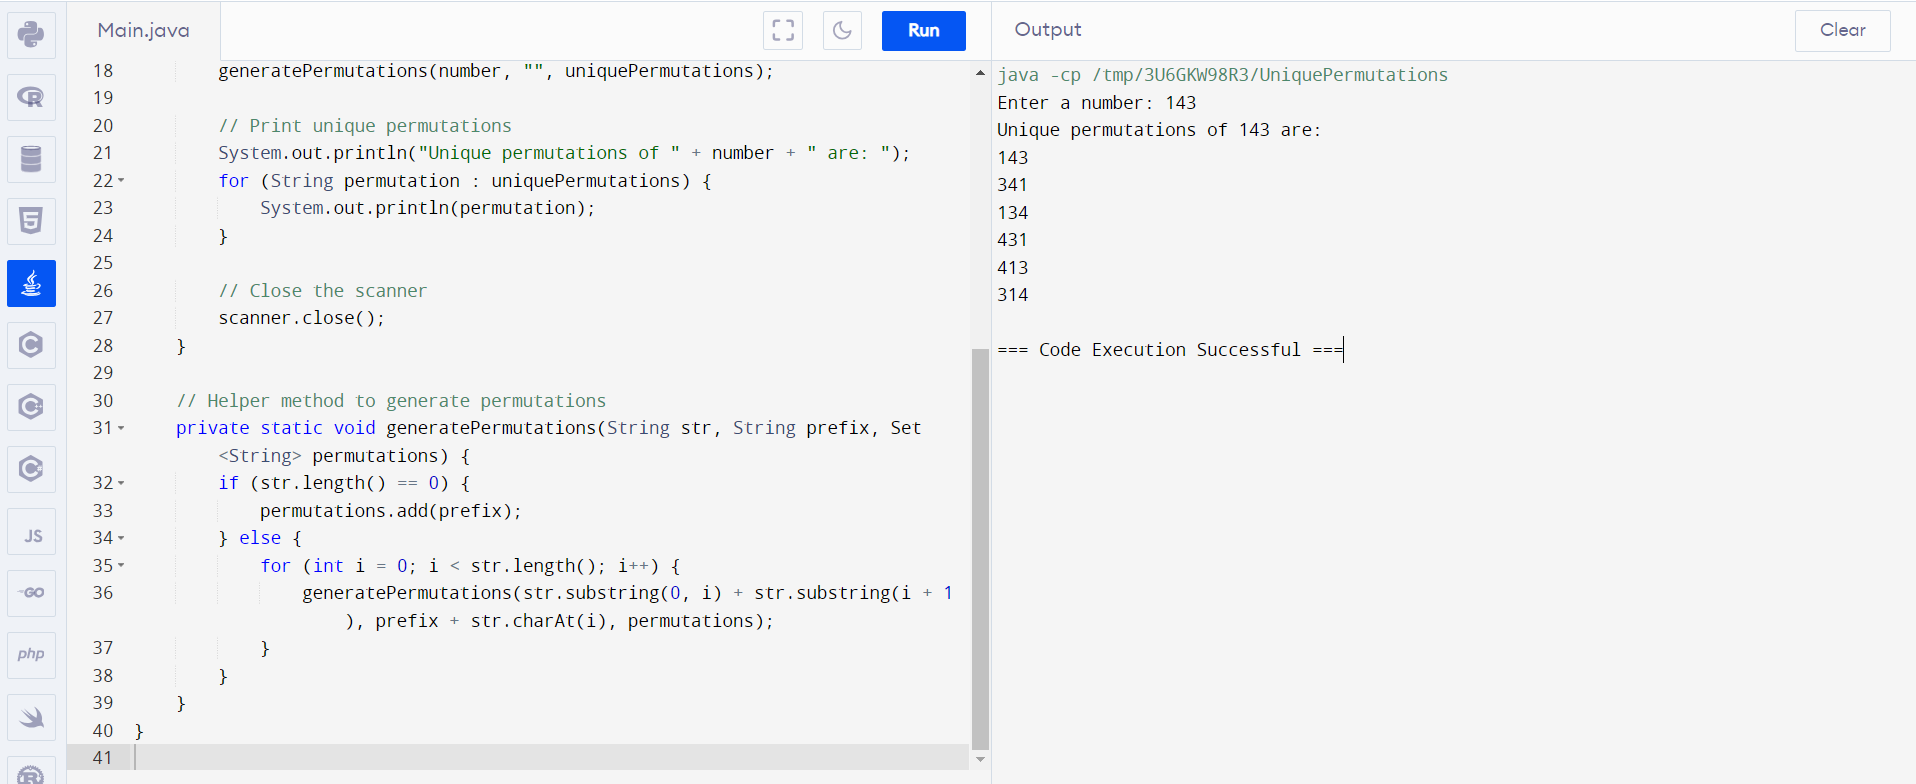 Main.java
Run
Output
Clear
18 generatePermutations(number, "", uniquePermutations);
19
20 // Print unique permutations
21 System.out.println("Unique permutations of " + number + " are: ");
22 for (String permutation : uniquePermutations) {
23 System.out.println(permutation);
24 }
25
26 // Close the scanner
27 scanner.close();
28 }
29
30 // Helper method to generate permutations
31 private static void generatePermutations(String str, String prefix, Set
<String> permutations) {
32 if (str.length() == 0) {
33 permutations.add(prefix);
34 } else {
35 for (int i = 0; i < str.length(); i++) {
36 generatePermutations(str.substring(0, i) + str.substring(i + 1
), prefix + str.charAt(i), permutations);
37 }
38 }
39 }
40 }
41
java -cp /tmp/3U6GKW98R3/UniquePermutations
Enter a number: 143
Unique permutations of 143 are:
143
341
134
431
413
314
=== Code Execution Successful ===
R
5
C
C
C
JS
GO
php
R